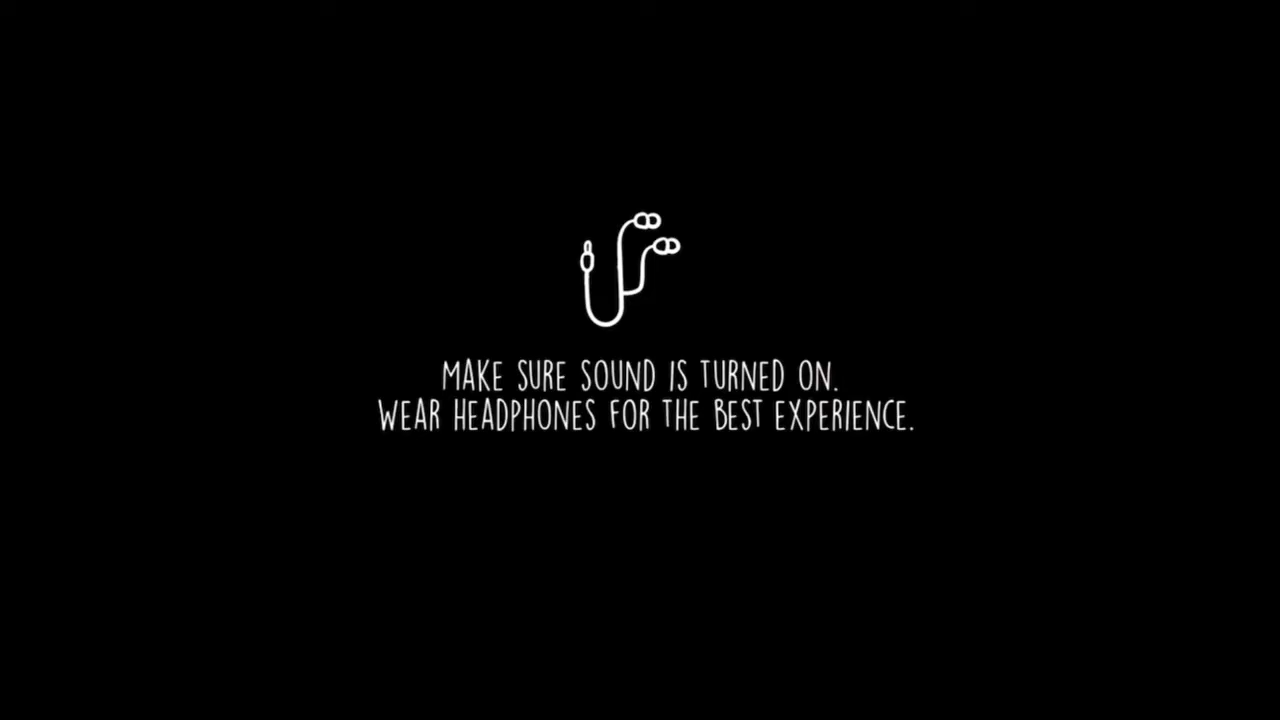 MAKE SURE SOUND IS TURNED ON.
WEAR HEADPHONES FOR THE BEST EXPERIENCE.